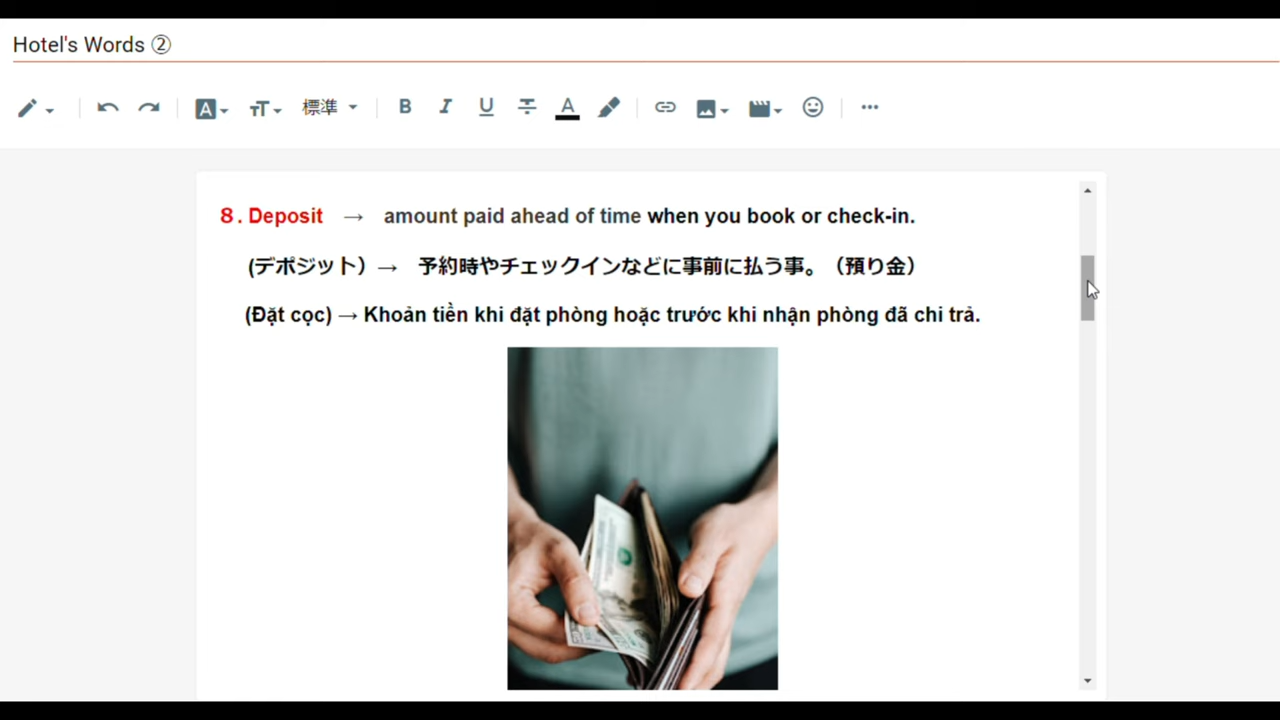 Hotel's Words ②
標準
８. Deposit → amount paid ahead of time when you book or check-in.
(デポジット）→ 予約時やチェックインなどに事前に払う事。（預り金）
(Đặt cọc) → Khoản tiền khi đặt phòng hoặc trước khi nhận phòng đã chi trả.